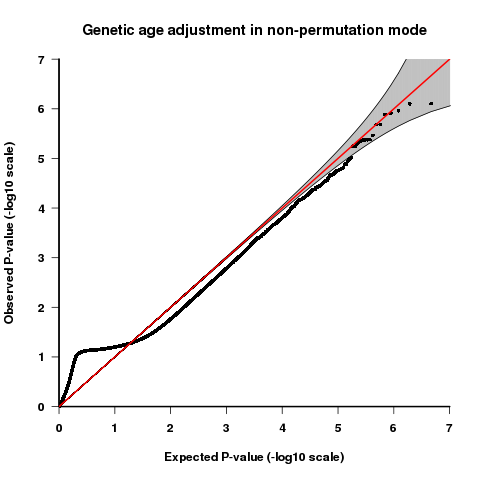 Genetic age adjustment in non-permutation mode
Observed P-value (-log10 scale)
7
6
5
4
3
2
1
0
0 1 2 3 4 5 6 7
Expected P-value (-log10 scale)